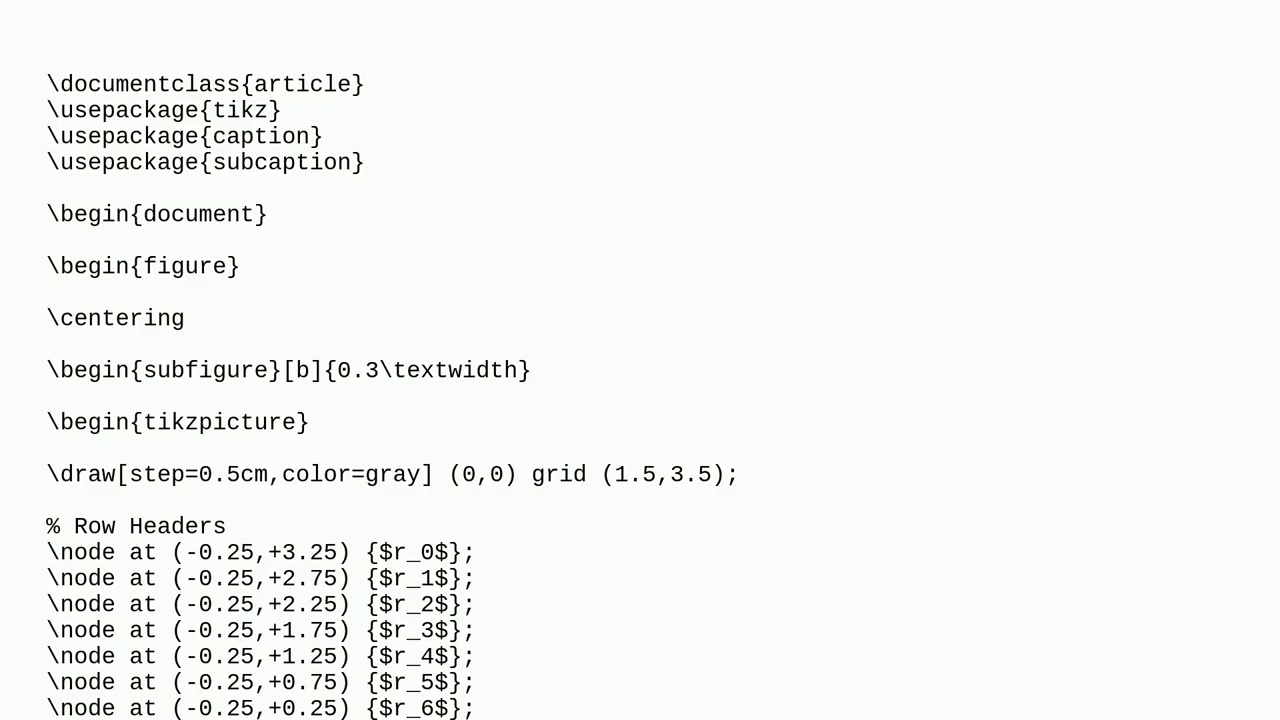 \documentclass{article}
\usepackage{tikz}
\usepackage{caption}
\usepackage{subcaption}
\begin{document}
\begin{figure}
\centering
\begin{subfigure}[b]{0.3\textwidth}
\begin{tikzpicture}
\draw[step=0.5cm,color=gray] (0,0) grid (1.5,3.5);
% Row Headers
\node at (-0.25,+3.25) {$r_0$};
\node at (-0.25,+2.75) {$r_1$};
\node at (-0.25,+2.25) {$r_2$};
\node at (-0.25,+1.75) {$r_3$};
\node at (-0.25,+1.25) {$r_4$};
\node at (-0.25,+0.75) {$r_5$};
\node at (-0.25,+0.25) {$r_6$};